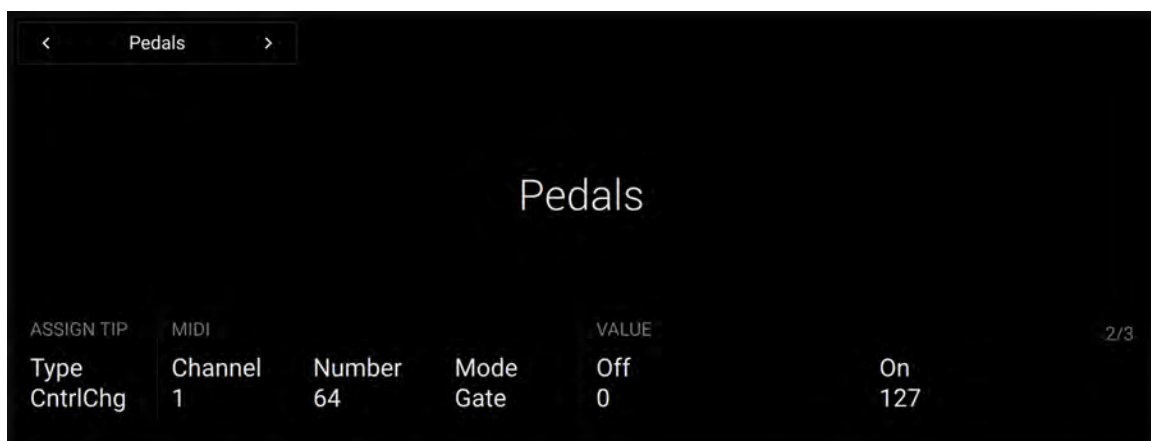 < Pedals >
Pedals
ASSIGN TIP MIDI VALUE 2/3
Type Channel Number Mode Off On
CntrlChg 1 64 Gate 0 127